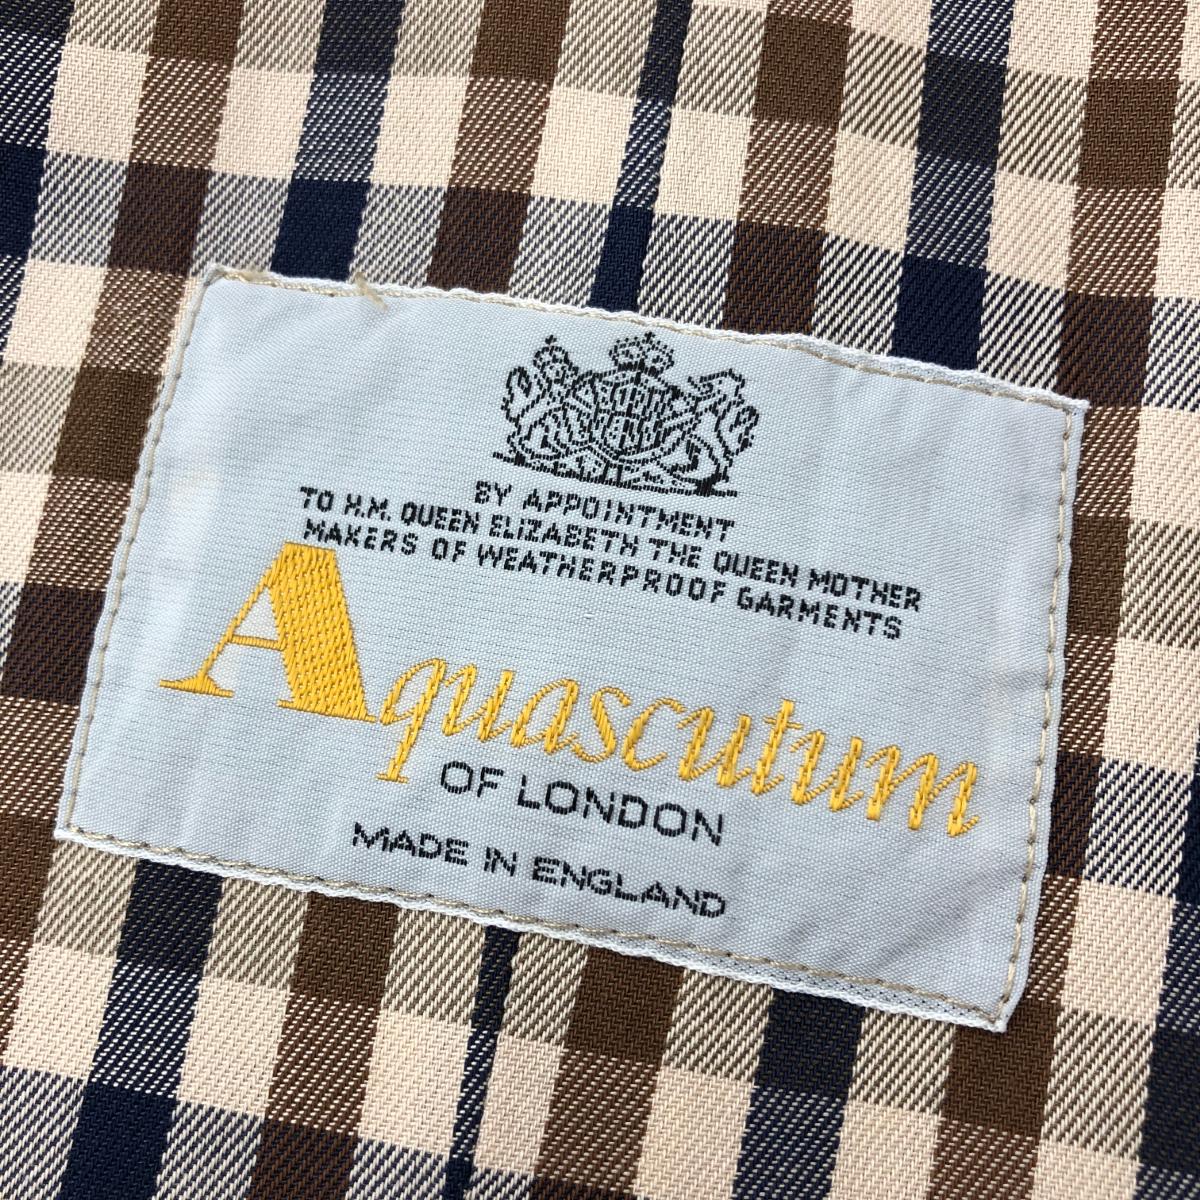 BY APPOINTMENT
TO H.M. QUEEN ELIZABETH THE QUEEN MOTHER
MAKERS OF WEATHERPROOF GARMENTS
Aquascutum
OF LONDON
MADE IN ENGLAND